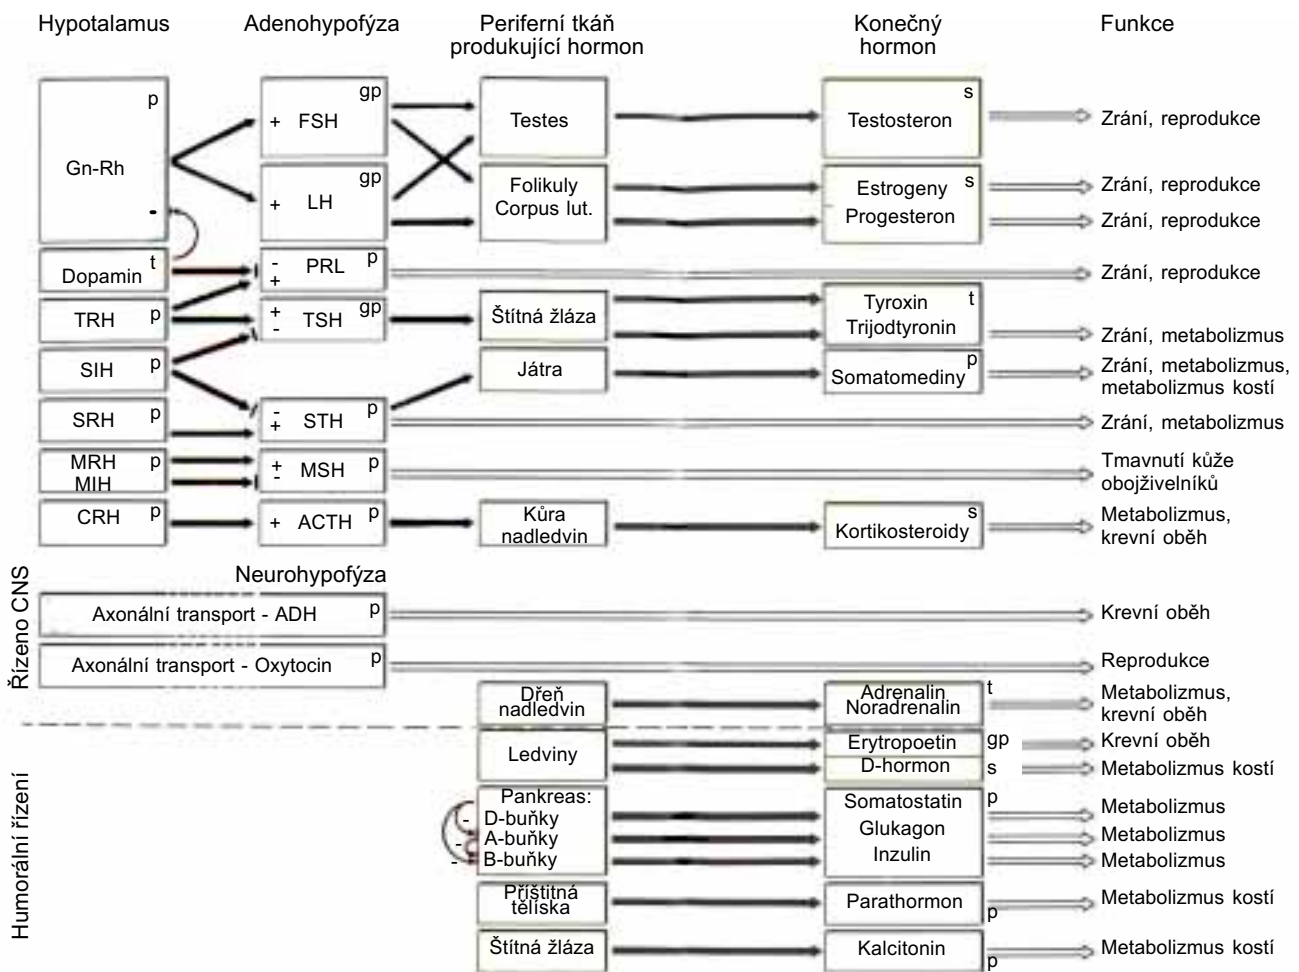 Hypotalamus Adenohypofýza Periferní tkáň produkující hormon Konečný hormon Funkce
p
Gn-Rh
-
gp
+ FSH
gp
+ LH
Testes
Folikuly
Corpus lut.
s
Testosteron
s
Estrogeny
Progesteron
Zrání, reprodukce
Zrání, reprodukce
Zrání, reprodukce
Dopamin t
- PRL p
+
Zrání, reprodukce
TRH p
+ TSH gp
-
Štítná žláza
Tyroxin t
Trijodtyronin
Zrání, metabolizmus
SIH p
Játra
Somatomediny p
Zrání, metabolizmus,
metabolizmus kostí
SRH p
- STH p
+
Zrání, metabolizmus
MRH p
MIH
+ MSH p
-
Tmavnutí kůže
obojživelníků
CRH p
+ ACTH p
Kůra
nadledvin
s
Kortikosteroidy
Metabolizmus,
krevní oběh
Řízeno CNS
Neurohypofýza
Axonální transport - ADH p
Krevní oběh
Axonální transport - Oxytocin p
Reprodukce
Dřeň
nadledvin
Adrenalin t
Noradrenalin
Metabolizmus,
krevní oběh
Humorální řízení
Ledviny
Erytropoetin gp
Krevní oběh
D-hormon s
Metabolizmus kostí
Pankreas:
- D-buňky
- A-buňky
- B-buňky
Somatostatin p
Glukagon
Inzulin
Metabolizmus
Metabolizmus
Metabolizmus
Příštitná
tělíska
Parathormon p
Metabolizmus kostí
Štítná žláza
Kalcitonin p
Metabolizmus kostí